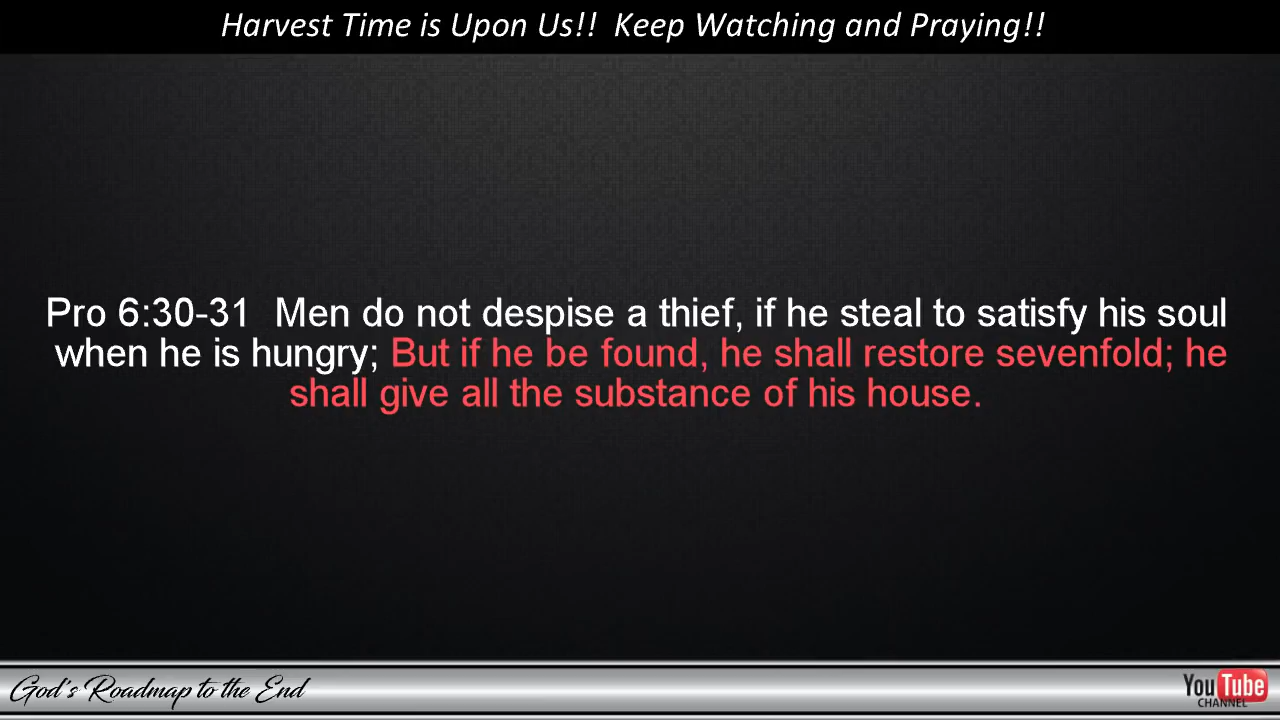 Harvest Time is Upon Us!!  Keep Watching and Praying!!
Pro 6:30-31  Men do not despise a thief, if he steal to satisfy his soul
when he is hungry; But if he be found, he shall restore sevenfold; he
shall give all the substance of his house.
God's Roadmap to the End
YouTube
CHANNEL